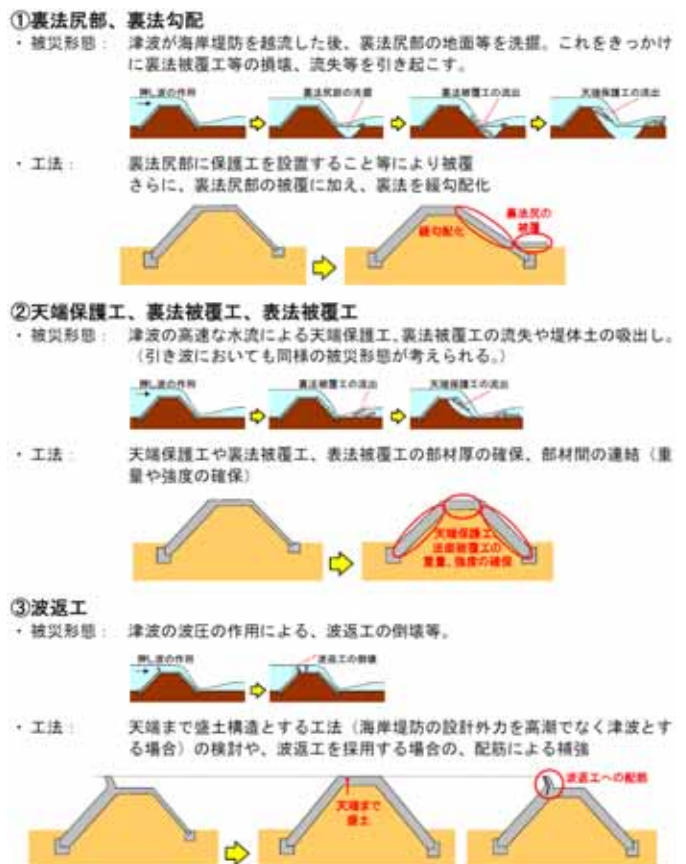 ①裏法尻部、裏法勾配
・被災形態： 津波が海岸堤防を越流した後、裏法尻部の地面等を洗掘。これをきっかけ
に裏法被覆工等の損壊、流失等を引き起こす。
押し波の作用 裏法尻部の洗掘 裏法被覆工の流出 天端保護工の流出
・工法： 裏法尻部に保護工を設置すること等により被覆
さらに、裏法尻部の被覆に加え、裏法を緩勾配化
裏法尻の
被覆
緩勾配化
②天端保護工、裏法被覆工、表法被覆工
・被災形態： 津波の高速な水流による天端保護工、裏法被覆工の流失や堤体土の吸出し。
（引き波においても同様の被災形態が考えられる。）
押し波の作用 裏法被覆工の流出 天端保護工の流出
・工法： 天端保護工や裏法被覆工、表法被覆工の部材厚の確保、部材間の連結（重
量や強度の確保）
天端保護工
法面被覆工の
重量、強度の確保
③波返工
・被災形態： 津波の波圧の作用による、波返工の倒壊等。
押し波の作用 波返工の倒壊
・工法： 天端まで盛土構造とする工法（海岸堤防の設計外力を高潮でなく津波とす
る場合）の検討や、波返工を採用する場合の、配筋による補強
波返工への配筋
天端まで
盛土